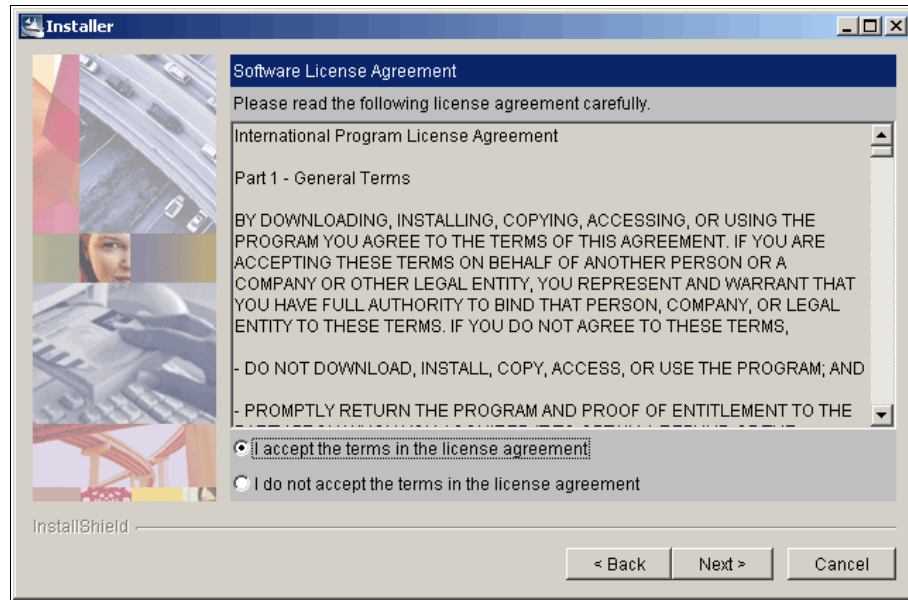 Installer
Software License Agreement
Please read the following license agreement carefully.
International Program License Agreement
Part 1 - General Terms
BY DOWNLOADING, INSTALLING, COPYING, ACCESSING, OR USING THE
PROGRAM YOU AGREE TO THE TERMS OF THIS AGREEMENT. IF YOU ARE
ACCEPTING THESE TERMS ON BEHALF OF ANOTHER PERSON OR A
COMPANY OR OTHER LEGAL ENTITY, YOU REPRESENT AND WARRANT THAT
YOU HAVE FULL AUTHORITY TO BIND THAT PERSON, COMPANY, OR LEGAL
ENTITY TO THESE TERMS. IF YOU DO NOT AGREE TO THESE TERMS,
- DO NOT DOWNLOAD, INSTALL, COPY, ACCESS, OR USE THE PROGRAM; AND
- PROMPTLY RETURN THE PROGRAM AND PROOF OF ENTITLEMENT TO THE
I accept the terms in the license agreement
I do not accept the terms in the license agreement
InstallShield
< Back
Next >
Cancel